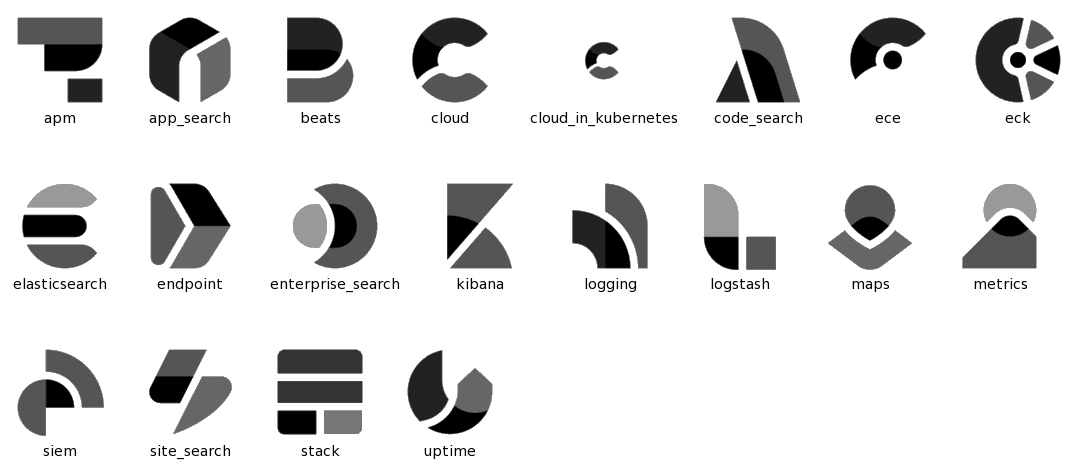 apm app_search beats cloud cloud_in_kubernetes code_search ece eck
elasticsearch endpoint enterprise_search kibana logging logstash maps metrics
siem site_search stack uptime